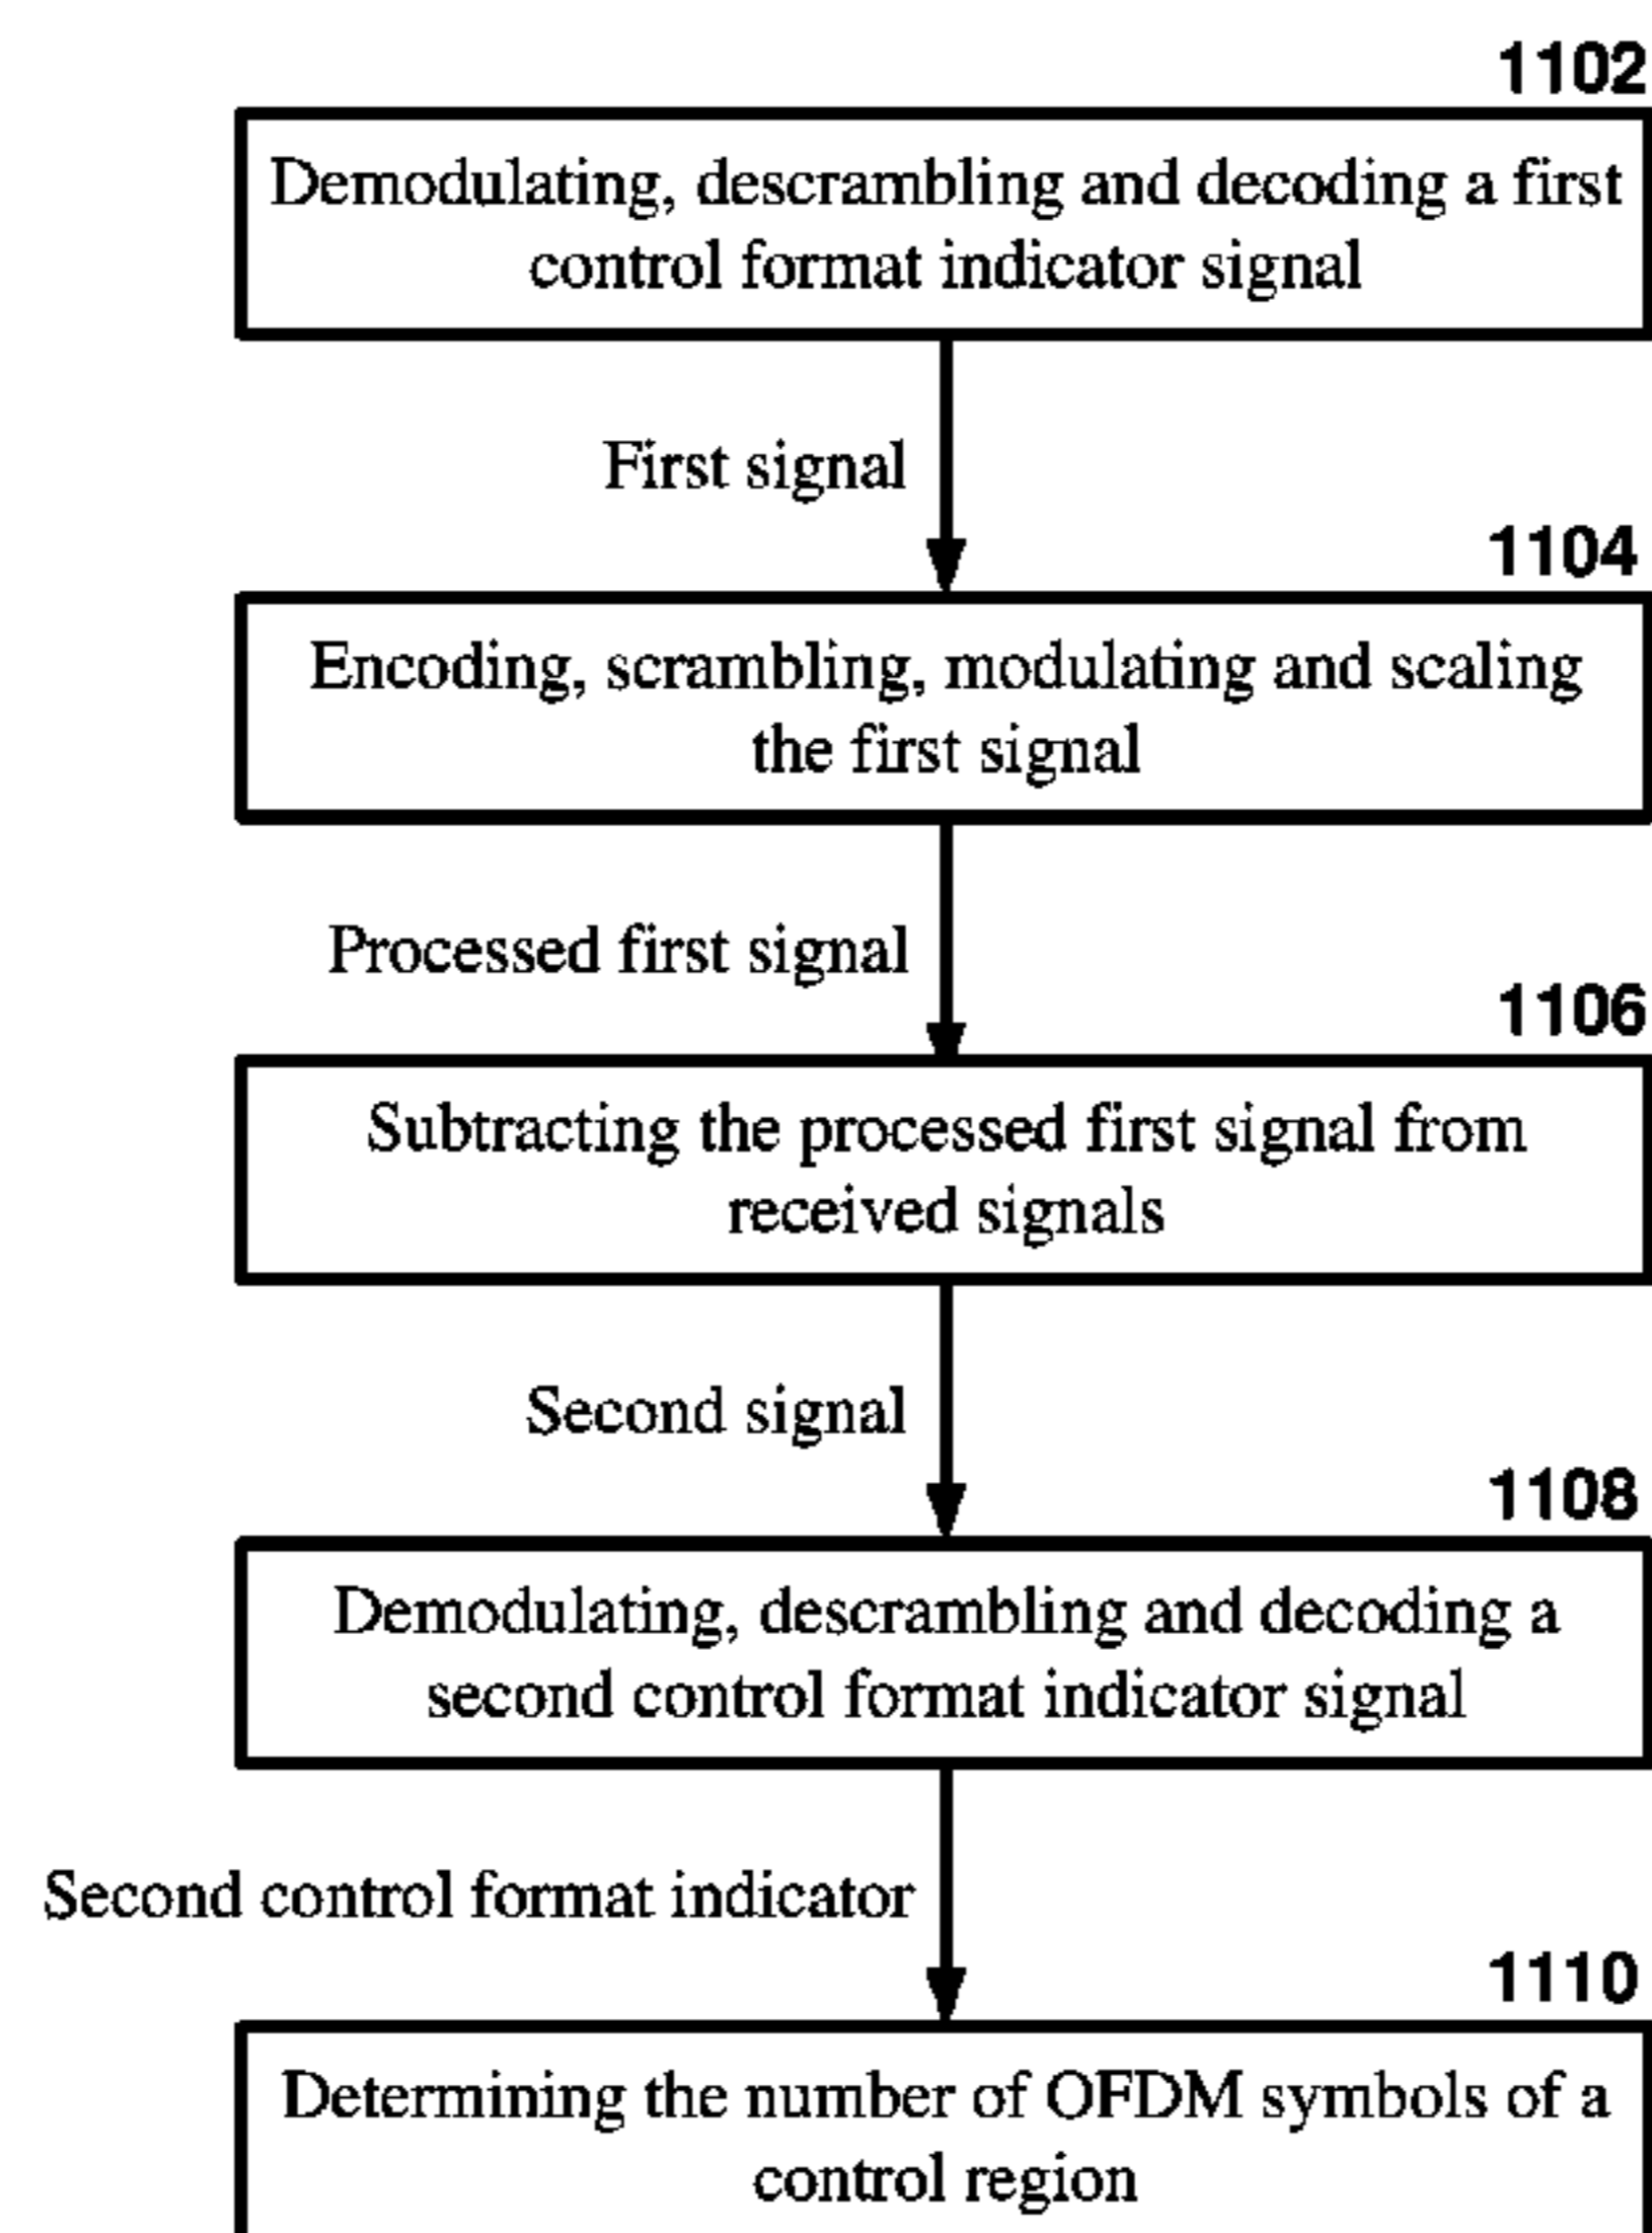 1102
Demodulating, descrambling and decoding a first
control format indicator signal
First signal
1104
Encoding, scrambling, modulating and scaling
the first signal
Processed first signal
1106
Subtracting the processed first signal from
received signals
Second signal
1108
Demodulating, descrambling and decoding a
second control format indicator signal
Second control format indicator
1110
Determining the number of OFDM symbols of a
control region